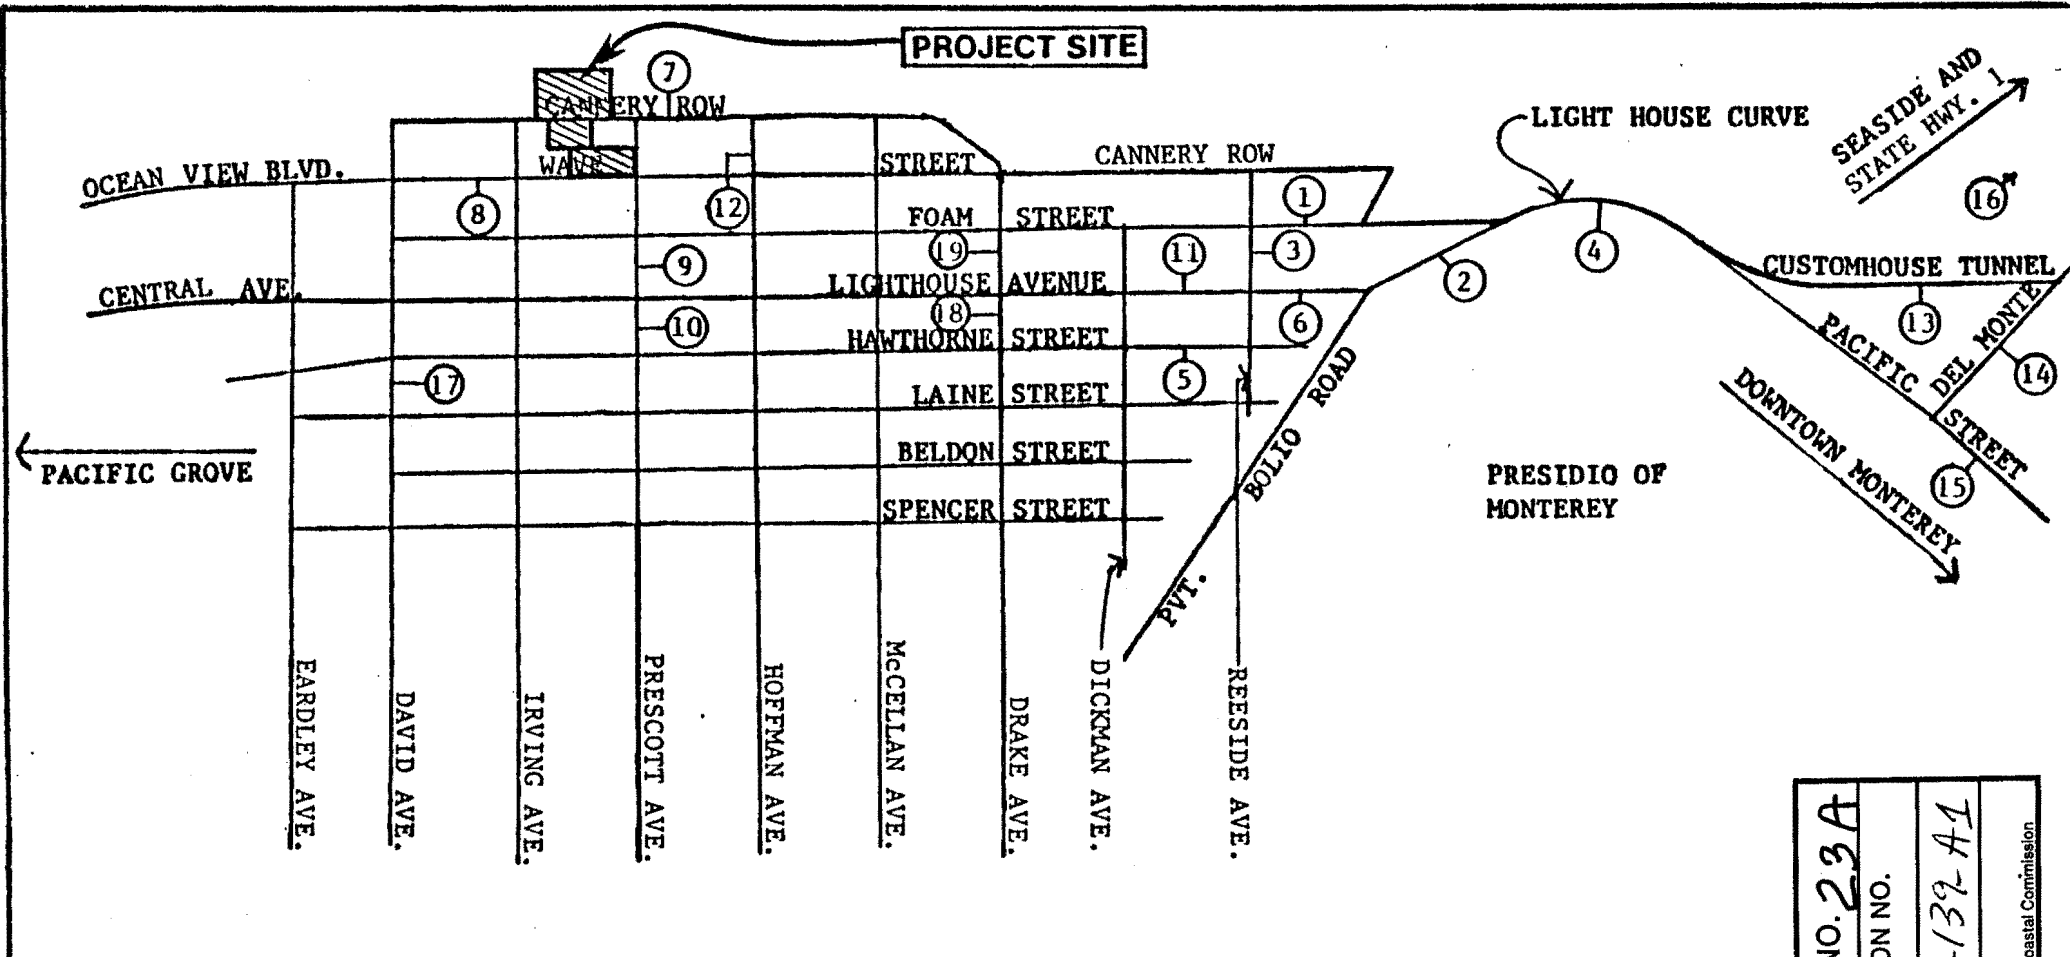 PROJECT SITE
7
CANNERY ROW
LIGHT HOUSE CURVE
SEASIDE AND
STATE HWY. 1
16
OCEAN VIEW BLVD.
WAVE
STREET
CANNERY ROW
8
12
FOAM STREET
1
19
9
11
3
2
4
CUSTOMHOUSE TUNNEL
CENTRAL AVE.
LIGHTHOUSE AVENUE
18
10
6
13
HAWTHORNE STREET
17
5
PACIFIC
STREET
DEL MONTE
14
15
LAINE STREET
BELDON STREET
SPENCER STREET
PVT. BOLIO ROAD
PACIFIC GROVE
PRESIDIO OF
MONTEREY
DOWNTOWN MONTEREY
EARDLEY AVE.
DAVID AVE.
IRVING AVE.
PRESCOTT AVE.
HOFFMAN AVE.
McCELLAN AVE.
DRAKE AVE.
DICKMAN AVE.
REESIDE AVE.
NO. 23A
ON NO.
-139-A1
oastal Commission